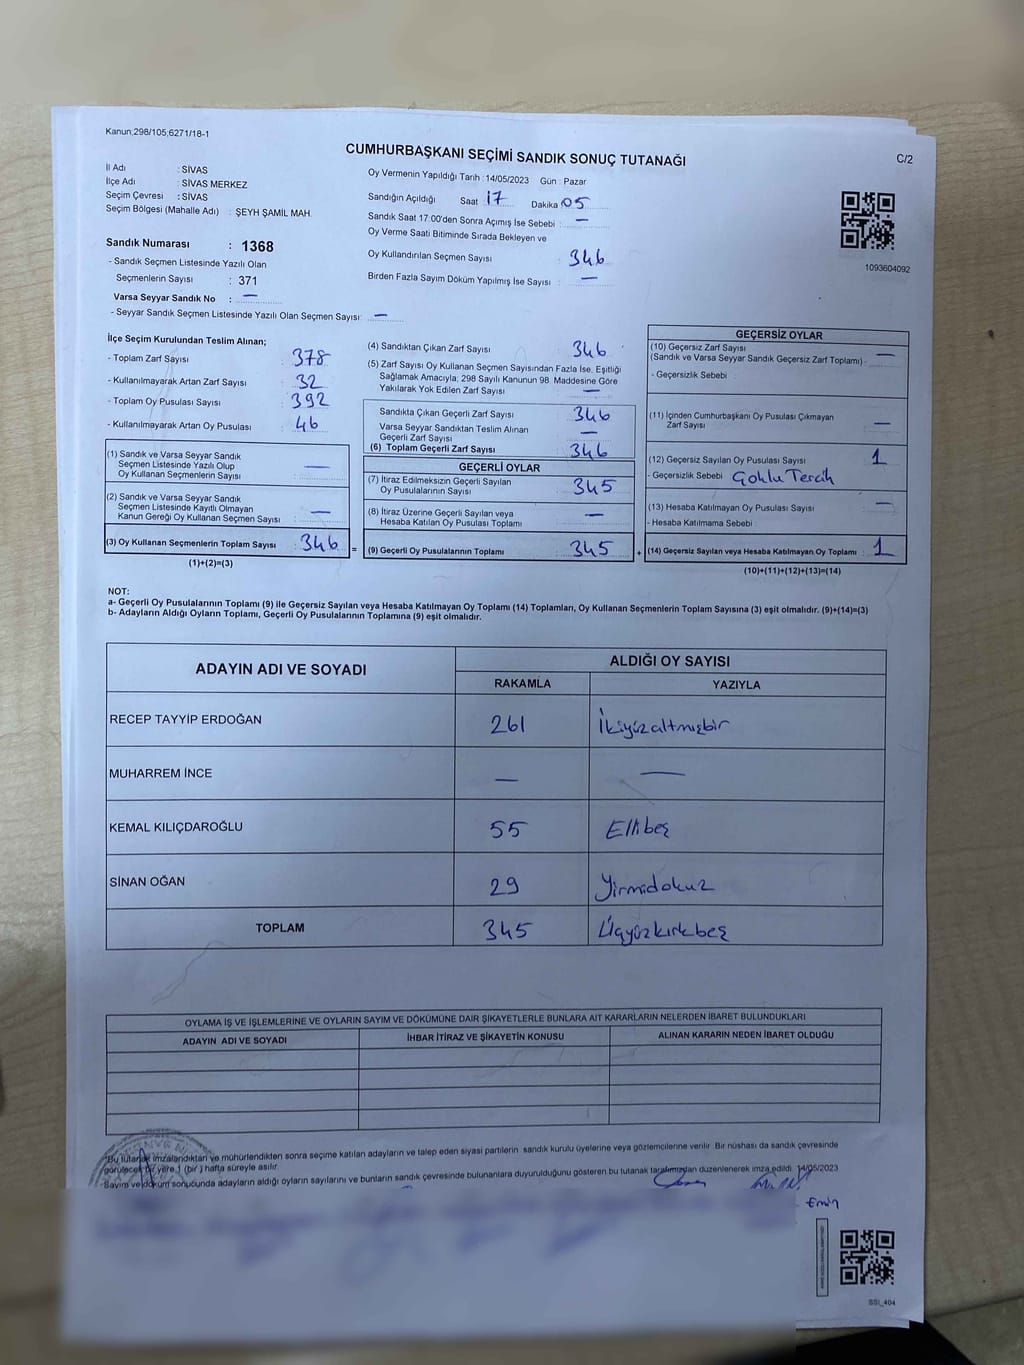 Kanun;298/105;6271/18-1
CUMHURBAŞKANI SEÇİMİ SANDIK SONUÇ TUTANAĞI
C/2
İl Adı : SİVAS
İlçe Adı : SİVAS MERKEZ
Seçim Çevresi : SİVAS
Seçim Bölgesi (Mahalle Adı) : ŞEYH ŞAMİL MAH.
Sandık Numarası : 1368
- Sandık Seçmen Listesinde Yazılı Olan
Seçmenlerin Sayısı : 371
Varsa Seyyar Sandık No : —
- Seyyar Sandık Seçmen Listesinde Yazılı Olan Seçmen Sayısı: —
Oy Vermenin Yapıldığı Tarih :14/05/2023 Gün : Pazar
Sandığın Açıldığı Saat 17 Dakika 05
Sandık Saat 17:00'den Sonra Açımış İse Sebebi : —
Oy Verme Saati Bitiminde Sırada Bekleyen ve
Oy Kullandırılan Seçmen Sayısı : 346
Birden Fazla Sayım Döküm Yapılmış İse Sayısı : —
1093604092
İlçe Seçim Kurulundan Teslim Alınan;
- Toplam Zarf Sayısı : 378
- Kullanılmayarak Artan Zarf Sayısı : 32
- Toplam Oy Pusulası Sayısı : 392
- Kullanılmayarak Artan Oy Pusulası : 46
(1) Sandık ve Varsa Seyyar Sandık
Seçmen Listesinde Yazılı Olup
Oy Kullanan Seçmenlerin Sayısı : —
(2) Sandık ve Varsa Seyyar Sandık
Seçmen Listesinde Kayıtlı Olmayan
Kanun Gereği Oy Kullanan Seçmen Sayısı : —
(3) Oy Kullanan Seçmenlerin Toplam Sayısı : 346 =
(1)+(2)=(3)
(4) Sandıktan Çıkan Zarf Sayısı : 346
(5) Zarf Sayısı Oy Kullanan Seçmen Sayısından Fazla İse, Eşitliği
Sağlamak Amacıyla; 298 Sayılı Kanunun 98. Maddesine Göre
Yakılarak Yok Edilen Zarf Sayısı : —
Sandıkta Çıkan Geçerli Zarf Sayısı : 346
Varsa Seyyar Sandıktan Teslim Alınan
Geçerli Zarf Sayısı : —
(6) Toplam Geçerli Zarf Sayısı : 346
GEÇERLİ OYLAR
(7) İtiraz Edilmeksizin Geçerli Sayılan
Oy Pusulalarının Sayısı : 345
(8) İtiraz Üzerine Geçerli Sayılan veya
Hesaba Katılan Oy Pusulası Toplamı : —
(9) Geçerli Oy Pusulalarının Toplamı : 345 +
GEÇERSİZ OYLAR
(10) Geçersiz Zarf Sayısı
(Sandık ve Varsa Seyyar Sandık Geçersiz Zarf Toplamı) : —
- Geçersizlik Sebebi :
(11) İçinden Cumhurbaşkanı Oy Pusulası Çıkmayan
Zarf Sayısı : —
(12) Geçersiz Sayılan Oy Pusulası Sayısı : 1
- Geçersizlik Sebebi : Çoklu Tercih
(13) Hesaba Katılmayan Oy Pusulası Sayısı : —
- Hesaba Katılmama Sebebi :
(14) Geçersiz Sayılan veya Hesaba Katılmayan Oy Toplamı : 1
(10)+(11)+(12)+(13)=(14)
NOT:
a- Geçerli Oy Pusulalarının Toplamı (9) ile Geçersiz Sayılan veya Hesaba Katılmayan Oy Toplamı (14) Toplamları, Oy Kullanan Seçmenlerin Toplam Sayısına (3) eşit olmalıdır. (9)+(14)=(3)
b- Adayların Aldığı Oyların Toplamı, Geçerli Oy Pusulalarının Toplamına (9) eşit olmalıdır.
ADAYIN ADI VE SOYADI ALDIĞI OY SAYISI
RAKAMLA YAZIYLA
RECEP TAYYİP ERDOĞAN 261 İkiyüzaltmışbir
MUHARREM İNCE — —
KEMAL KILIÇDAROĞLU 55 Ellibeş
SİNAN OĞAN 29 Yirmidokuz
TOPLAM 345 Üçyüzkırkbeş
OYLAMA İŞ VE İŞLEMLERİNE VE OYLARIN SAYIM VE DÖKÜMÜNE DAİR ŞİKAYETLERLE BUNLARA AİT KARARLARIN NELERDEN İBARET BULUNDUKLARI
ADAYIN ADI VE SOYADI İHBAR İTİRAZ VE ŞİKAYETİN KONUSU ALINAN KARARIN NEDEN İBARET OLDUĞU
*Bu tutanak imzalandıktan ve mühürlendikten sonra seçime katılan adayların ve talep eden siyasi partilerin sandık kurulu üyelerine veya gözlemcilerine verilir. Bir nüshası da sandık çevresinde
görülecek bir yere 1 (bir ) hafta süreyle asılır.
Sayım ve döküm sonucunda adayların aldığı oyların sayılarını ve bunların sandık çevresinde bulunanlara duyurulduğunu gösteren bu tutanak tarafımızdan düzenlenerek imza edildi. 14/05/2023
Emin
SSİ_404